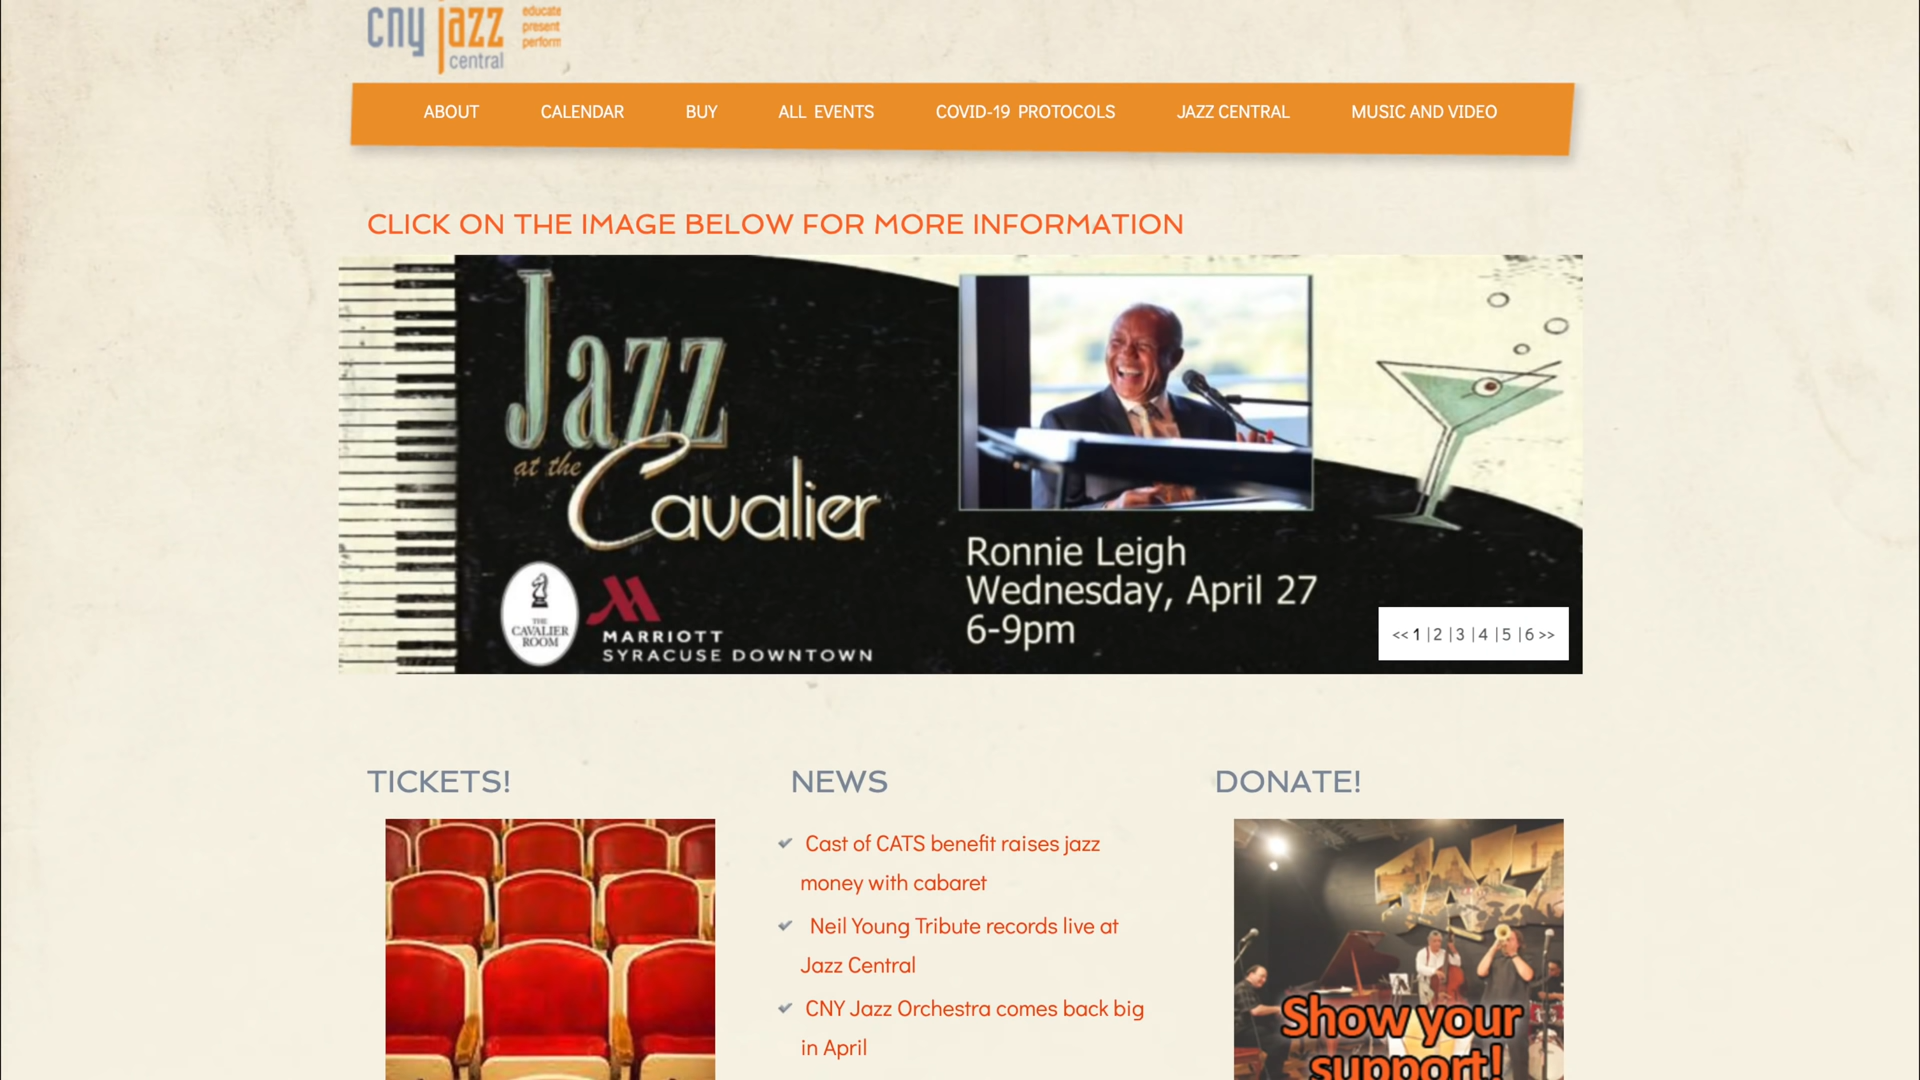 cny jazz
central
educate
present
perform
ABOUT CALENDAR BUY ALL EVENTS COVID-19 PROTOCOLS JAZZ CENTRAL MUSIC AND VIDEO
CLICK ON THE IMAGE BELOW FOR MORE INFORMATION
Jazz
at the
Cavalier
THE
CAVALIER
ROOM
MARRIOTT
SYRACUSE DOWNTOWN
Ronnie Leigh
Wednesday, April 27
6-9pm
<< 1 | 2 | 3 | 4 | 5 | 6 >>
TICKETS!
NEWS
Cast of CATS benefit raises jazz
money with cabaret
Neil Young Tribute records live at
Jazz Central
CNY Jazz Orchestra comes back big
in April
DONATE!
JAZZ
Show your
support!